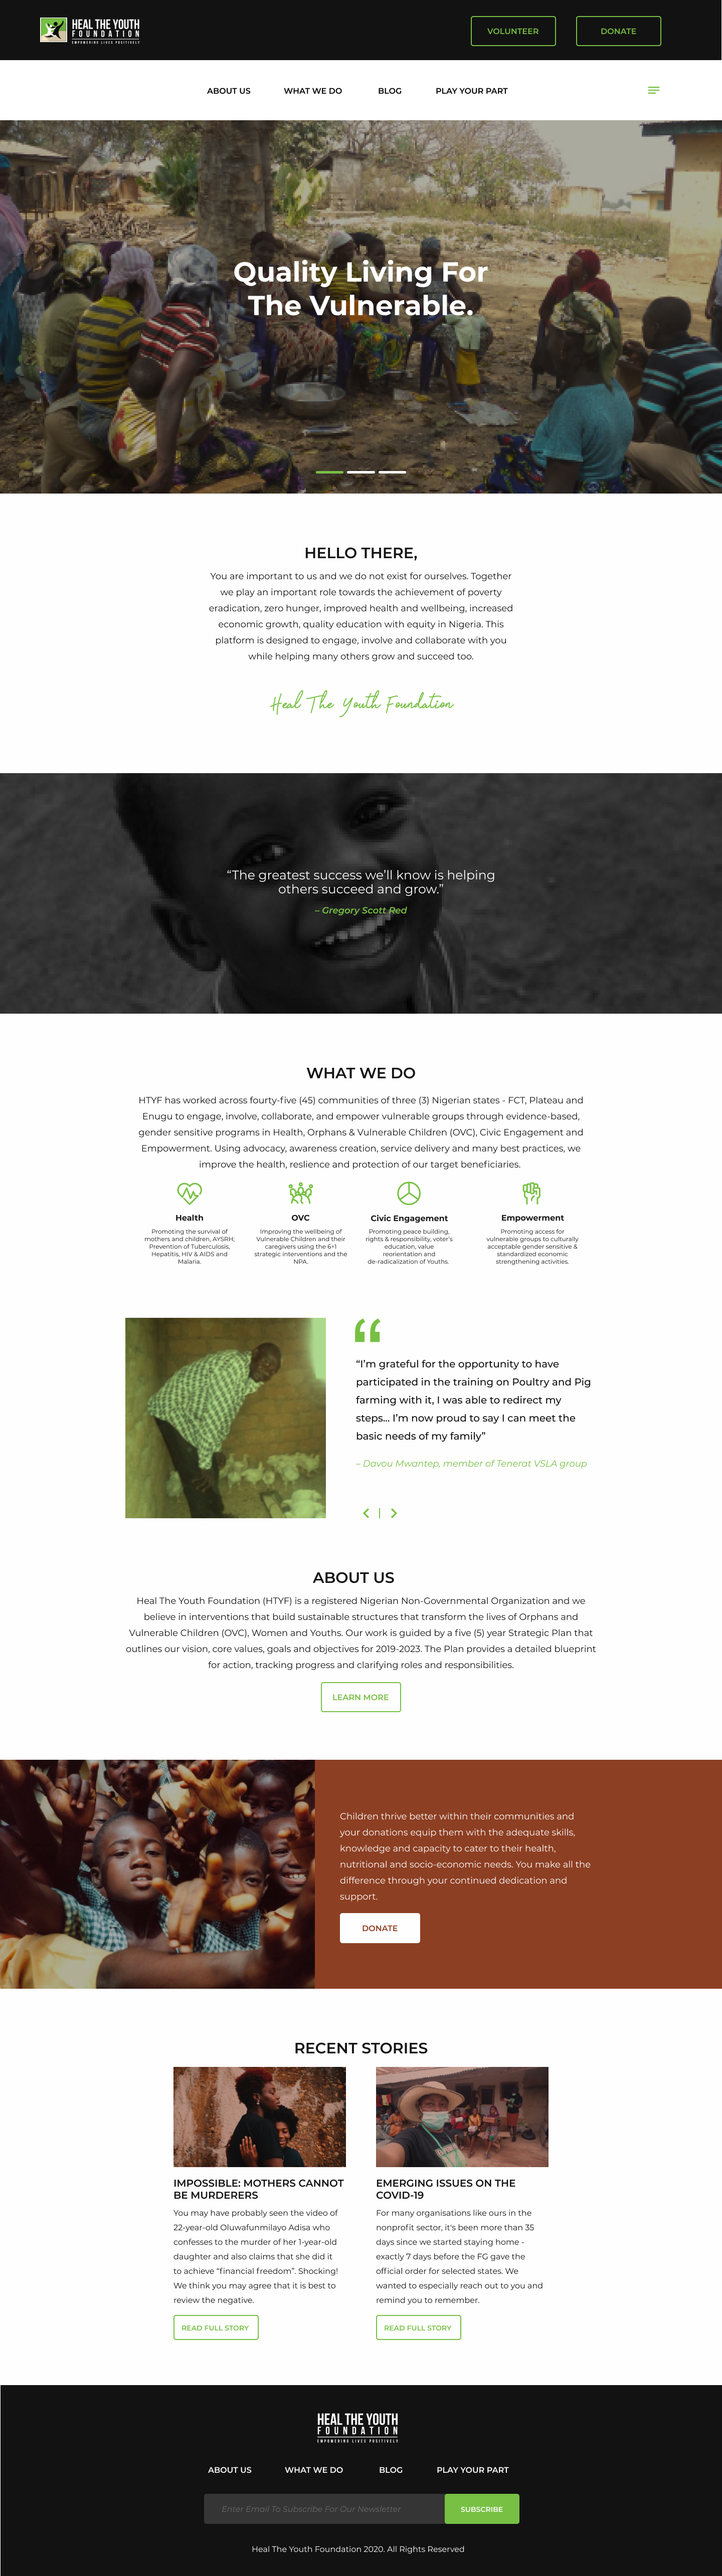 HEAL THE YOUTH
FOUNDATION
EMPOWERING LIVES POSITIVELY
VOLUNTEER
DONATE
ABOUT US
WHAT WE DO
BLOG
PLAY YOUR PART
Quality Living For
The Vulnerable.
HELLO THERE,
You are important to us and we do not exist for ourselves. Together
we play an important role towards the achievement of poverty
eradication, zero hunger, improved health and wellbeing, increased
economic growth, quality education with equity in Nigeria. This
platform is designed to engage, involve and collaborate with you
while helping many others grow and succeed too.
Heal The Youth Foundation
“The greatest success we’ll know is helping
others succeed and grow.”
– Gregory Scott Red
WHAT WE DO
HTYF has worked across fourty-five (45) communities of three (3) Nigerian states - FCT, Plateau and
Enugu to engage, involve, collaborate, and empower vulnerable groups through evidence-based,
gender sensitive programs in Health, Orphans & Vulnerable Children (OVC), Civic Engagement and
Empowerment. Using advocacy, awareness creation, service delivery and many best practices, we
improve the health, reslience and protection of our target beneficiaries.
Health
Promoting the survival of
mothers and children, AYSRH;
Prevention of Tuberculosis,
Hepatitis, HIV & AIDS and
Malaria.
OVC
Improving the wellbeing of
Vulnerable Children and their
caregivers using the 6+1
strategic interventions and the
NPA.
Civic Engagement
Promoting peace building,
rights & responsibility, voter’s
education, value
reorientation and
de-radicalization of Youths.
Empowerment
Promoting access for
vulnerable groups to culturally
acceptable gender sensitive &
standardized economic
strengthening activities.
“I’m grateful for the opportunity to have
participated in the training on Poultry and Pig
farming with it, I was able to redirect my
steps... I’m now proud to say I can meet the
basic needs of my family”
– Davou Mwantep, member of Tenerat VSLA group
ABOUT US
Heal The Youth Foundation (HTYF) is a registered Nigerian Non-Governmental Organization and we
believe in interventions that build sustainable structures that transform the lives of Orphans and
Vulnerable Children (OVC), Women and Youths. Our work is guided by a five (5) year Strategic Plan that
outlines our vision, core values, goals and objectives for 2019-2023. The Plan provides a detailed blueprint
for action, tracking progress and clarifying roles and responsibilities.
LEARN MORE
Children thrive better within their communities and
your donations equip them with the adequate skills,
knowledge and capacity to cater to their health,
nutritional and socio-economic needs. You make all the
difference through your continued dedication and
support.
DONATE
RECENT STORIES
IMPOSSIBLE: MOTHERS CANNOT
BE MURDERERS
You may have probably seen the video of
22-year-old Oluwafunmilayo Adisa who
confesses to the murder of her 1-year-old
daughter and also claims that she did it
to achieve “financial freedom”. Shocking!
We think you may agree that it is best to
review the negative.
READ FULL STORY
EMERGING ISSUES ON THE
COVID-19
For many organisations like ours in the
nonprofit sector, it's been more than 35
days since we started staying home -
exactly 7 days before the FG gave the
official order for selected states. We
wanted to especially reach out to you and
remind you to remember.
READ FULL STORY
HEAL THE YOUTH
FOUNDATION
EMPOWERING LIVES POSITIVELY
ABOUT US
WHAT WE DO
BLOG
PLAY YOUR PART
Enter Email To Subscribe For Our Newsletter
SUBSCRIBE
Heal The Youth Foundation 2020. All Rights Reserved